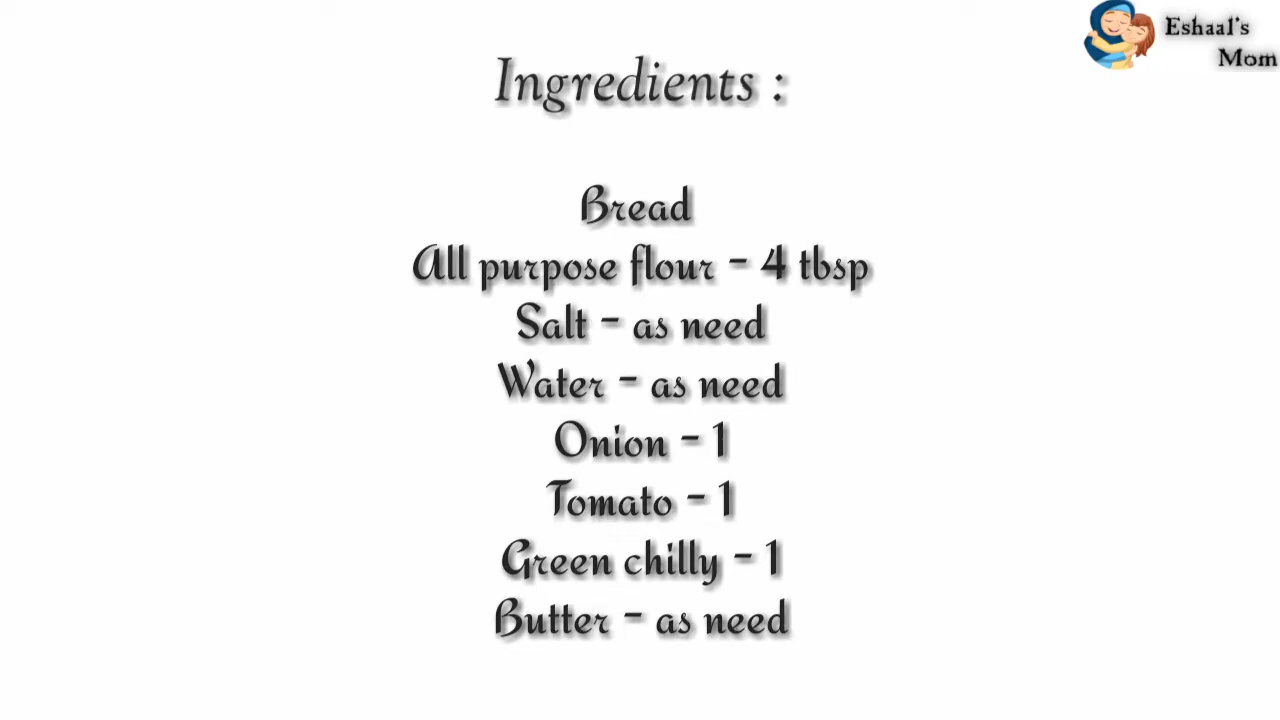 Eshaal's
Mom
Ingredients :
Bread
All purpose flour - 4 tbsp
Salt - as need
Water - as need
Onion - 1
Tomato - 1
Green chilly - 1
Butter - as need